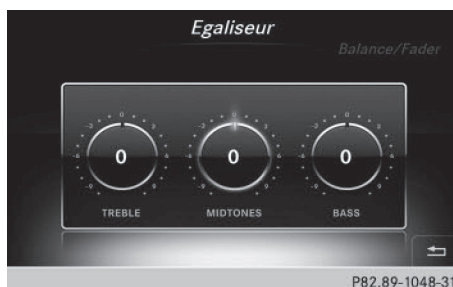 Egaliseur
Balance/Fader
0 0 0
TREBLE MIDTONES BASS
P82.89-1048-31